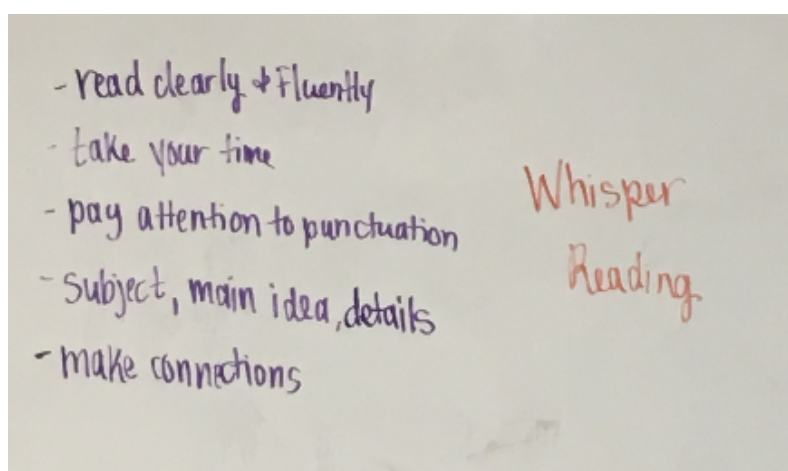 - read clearly & Fluently
- take your time
- pay attention to punctuation
- subject, main idea, details
- make connections
Whisper
Reading